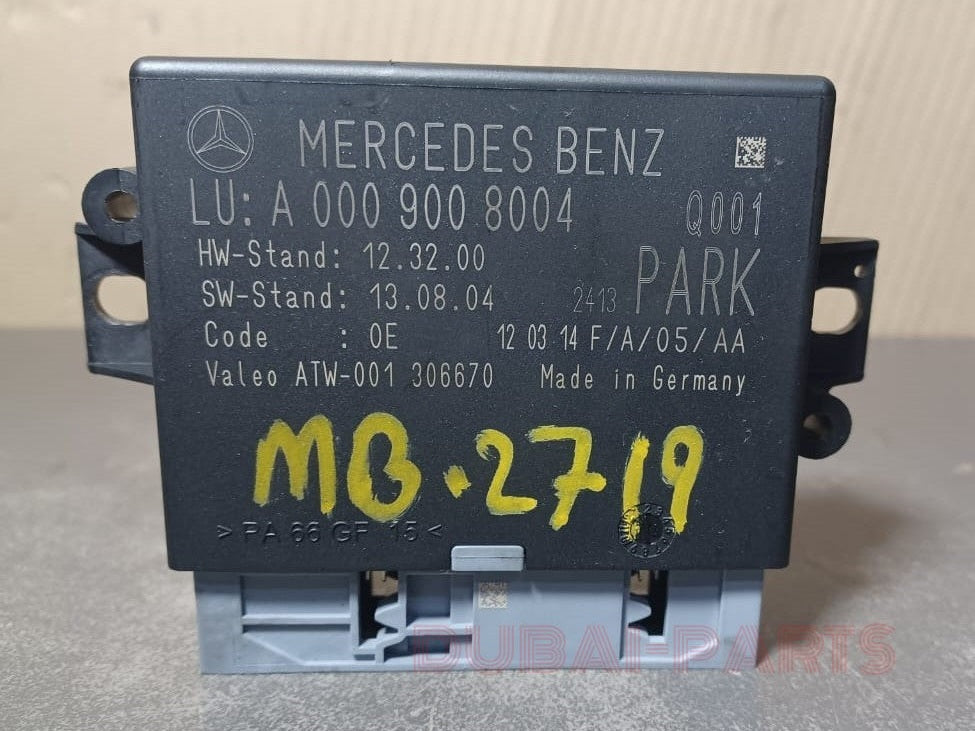 MERCEDES BENZ
LU: A 000 900 8004 Q001
HW-Stand: 12.32.00
SW-Stand: 13.08.04 2413 PARK
Code : 0E 12 03 14 F/A/05/AA
Valeo ATW-001 306670 Made in Germany
MB.2719
>PA 66 GF 15<
DUBAI-PARTS